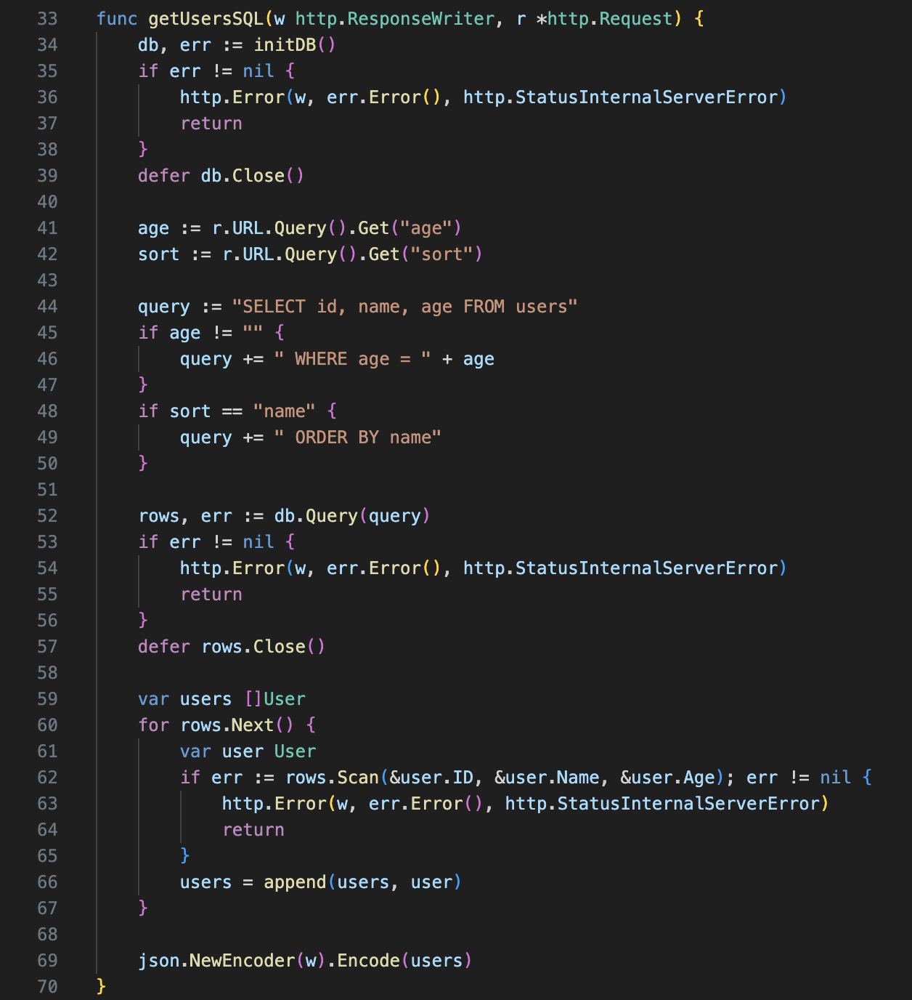 33 func getUsersSQL(w http.ResponseWriter, r *http.Request) {
34     db, err := initDB()
35     if err != nil {
36         http.Error(w, err.Error(), http.StatusInternalServerError)
37         return
38     }
39     defer db.Close()
40
41     age := r.URL.Query().Get("age")
42     sort := r.URL.Query().Get("sort")
43
44     query := "SELECT id, name, age FROM users"
45     if age != "" {
46         query += " WHERE age = " + age
47     }
48     if sort == "name" {
49         query += " ORDER BY name"
50     }
51
52     rows, err := db.Query(query)
53     if err != nil {
54         http.Error(w, err.Error(), http.StatusInternalServerError)
55         return
56     }
57     defer rows.Close()
58
59     var users []User
60     for rows.Next() {
61         var user User
62         if err := rows.Scan(&user.ID, &user.Name, &user.Age); err != nil {
63             http.Error(w, err.Error(), http.StatusInternalServerError)
64             return
65         }
66         users = append(users, user)
67     }
68
69     json.NewEncoder(w).Encode(users)
70 }